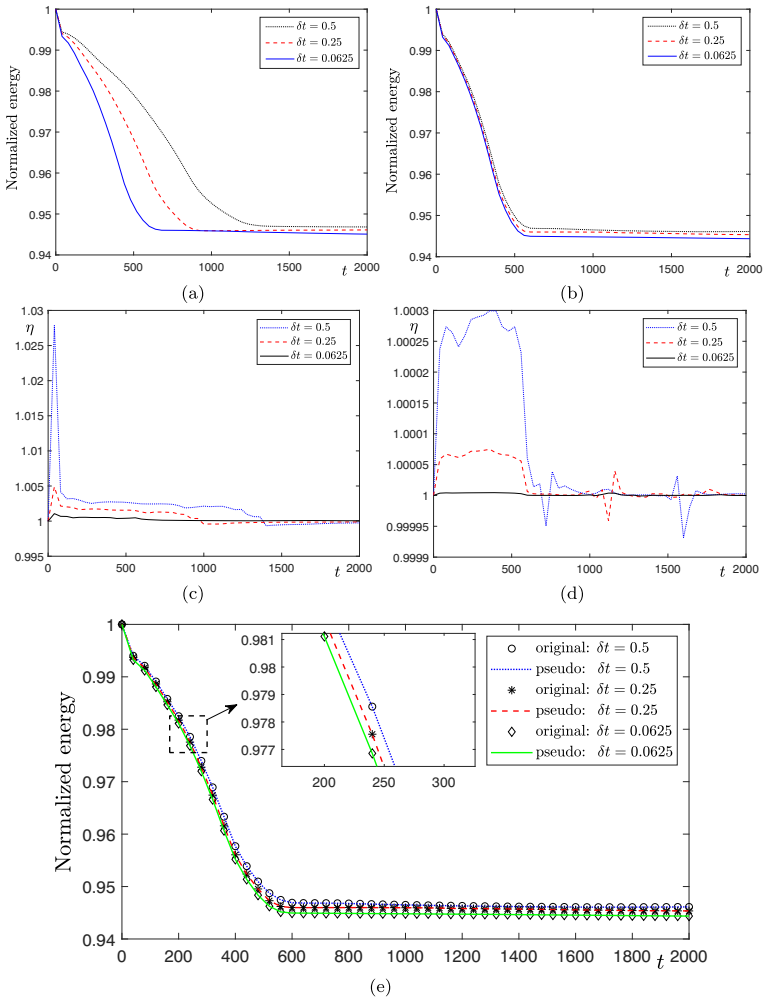 Normalized energy
1
0.99
0.98
0.97
0.96
0.95
0.94
0 500 1000 1500 2000
t
δt = 0.5
δt = 0.25
δt = 0.0625
(a)
Normalized energy
1
0.99
0.98
0.97
0.96
0.95
0.94
0 500 1000 1500 2000
t
δt = 0.5
δt = 0.25
δt = 0.0625
(b)
η
1.03
1.025
1.02
1.015
1.01
1.005
1
0.995
0 500 1000 1500 2000
t
δt = 0.5
δt = 0.25
δt = 0.0625
(c)
η
1.0003
1.00025
1.0002
1.00015
1.0001
1.00005
1
0.99995
0.9999
0 500 1000 1500 2000
t
δt = 0.5
δt = 0.25
δt = 0.0625
(d)
Normalized energy
1
0.99
0.98
0.97
0.96
0.95
0.94
0 200 400 600 800 1000 1200 1400 1600 1800 2000
t
0.981
0.98
0.979
0.978
0.977
200 240 300
original: δt = 0.5
pseudo: δt = 0.5
original: δt = 0.25
pseudo: δt = 0.25
original: δt = 0.0625
pseudo: δt = 0.0625
(e)